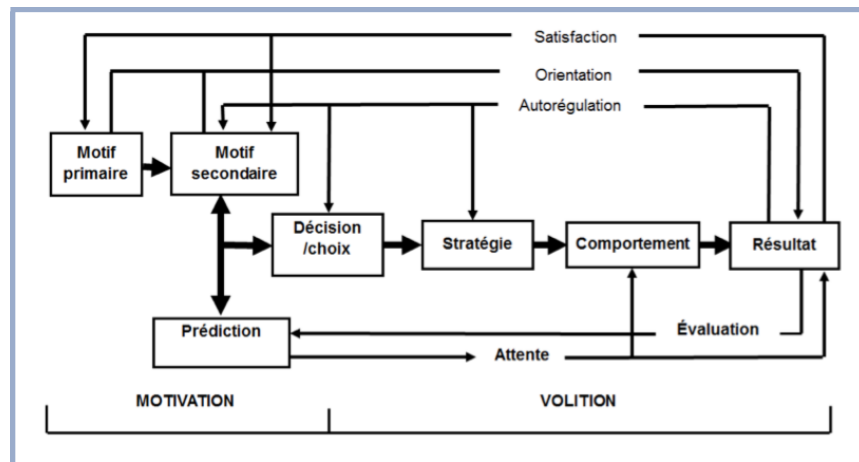 Satisfaction
Orientation
Autorégulation
Motif
primaire
Motif
secondaire
Décision
/choix
Stratégie
Comportement
Résultat
Prédiction
Évaluation
Attente
MOTIVATION
VOLITION